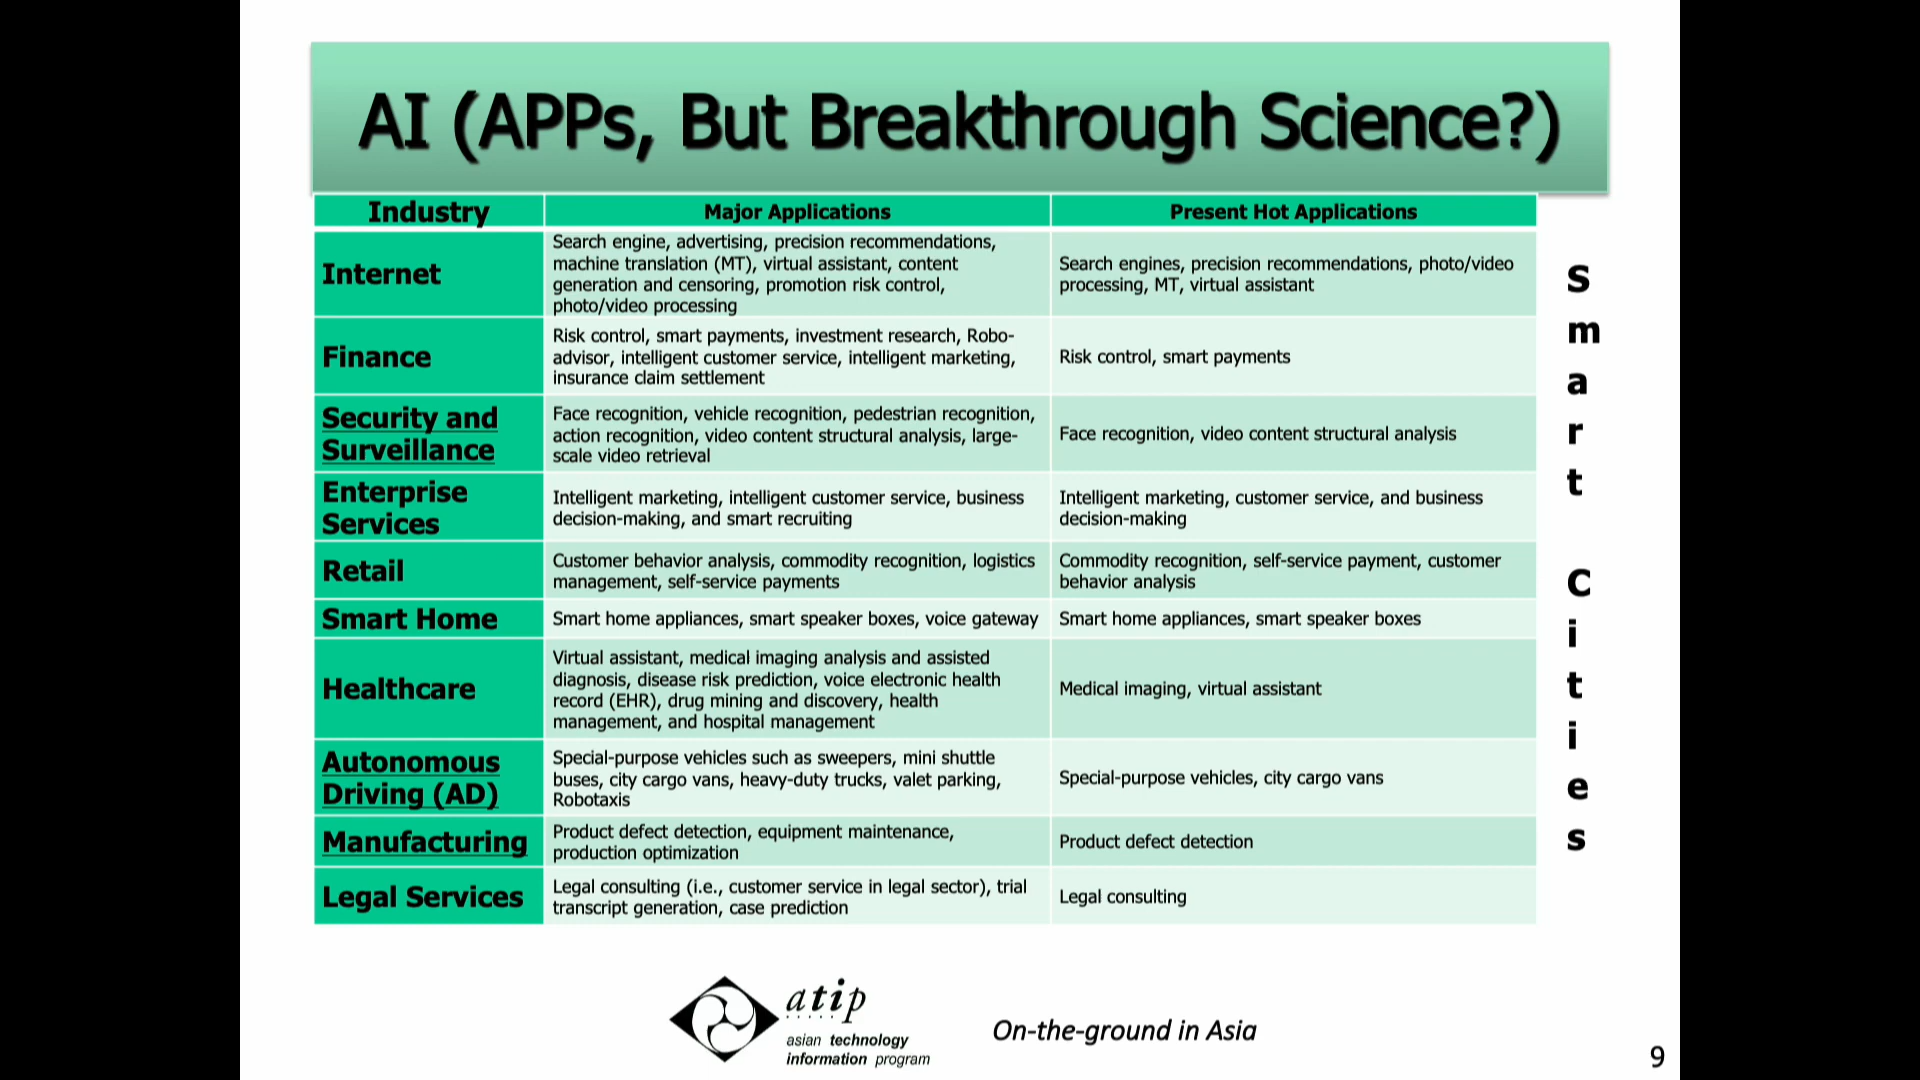 AI (APPs, But Breakthrough Science?)
Industry
Major Applications
Present Hot Applications
Internet
Search engine, advertising, precision recommendations,
machine translation (MT), virtual assistant, content
generation and censoring, promotion risk control,
photo/video processing
Search engines, precision recommendations, photo/video
processing, MT, virtual assistant
Finance
Risk control, smart payments, investment research, Robo-
advisor, intelligent customer service, intelligent marketing,
insurance claim settlement
Risk control, smart payments
Security and
Surveillance
Face recognition, vehicle recognition, pedestrian recognition,
action recognition, video content structural analysis, large-
scale video retrieval
Face recognition, video content structural analysis
Enterprise
Services
Intelligent marketing, intelligent customer service, business
decision-making, and smart recruiting
Intelligent marketing, customer service, and business
decision-making
Retail
Customer behavior analysis, commodity recognition, logistics
management, self-service payments
Commodity recognition, self-service payment, customer
behavior analysis
Smart Home
Smart home appliances, smart speaker boxes, voice gateway
Smart home appliances, smart speaker boxes
Healthcare
Virtual assistant, medical imaging analysis and assisted
diagnosis, disease risk prediction, voice electronic health
record (EHR), drug mining and discovery, health
management, and hospital management
Medical imaging, virtual assistant
Autonomous
Driving (AD)
Special-purpose vehicles such as sweepers, mini shuttle
buses, city cargo vans, heavy-duty trucks, valet parking,
Robotaxis
Special-purpose vehicles, city cargo vans
Manufacturing
Product defect detection, equipment maintenance,
production optimization
Product defect detection
Legal Services
Legal consulting (i.e., customer service in legal sector), trial
transcript generation, case prediction
Legal consulting
Smart Cities
atip
asian technology
information program
On-the-ground in Asia
9